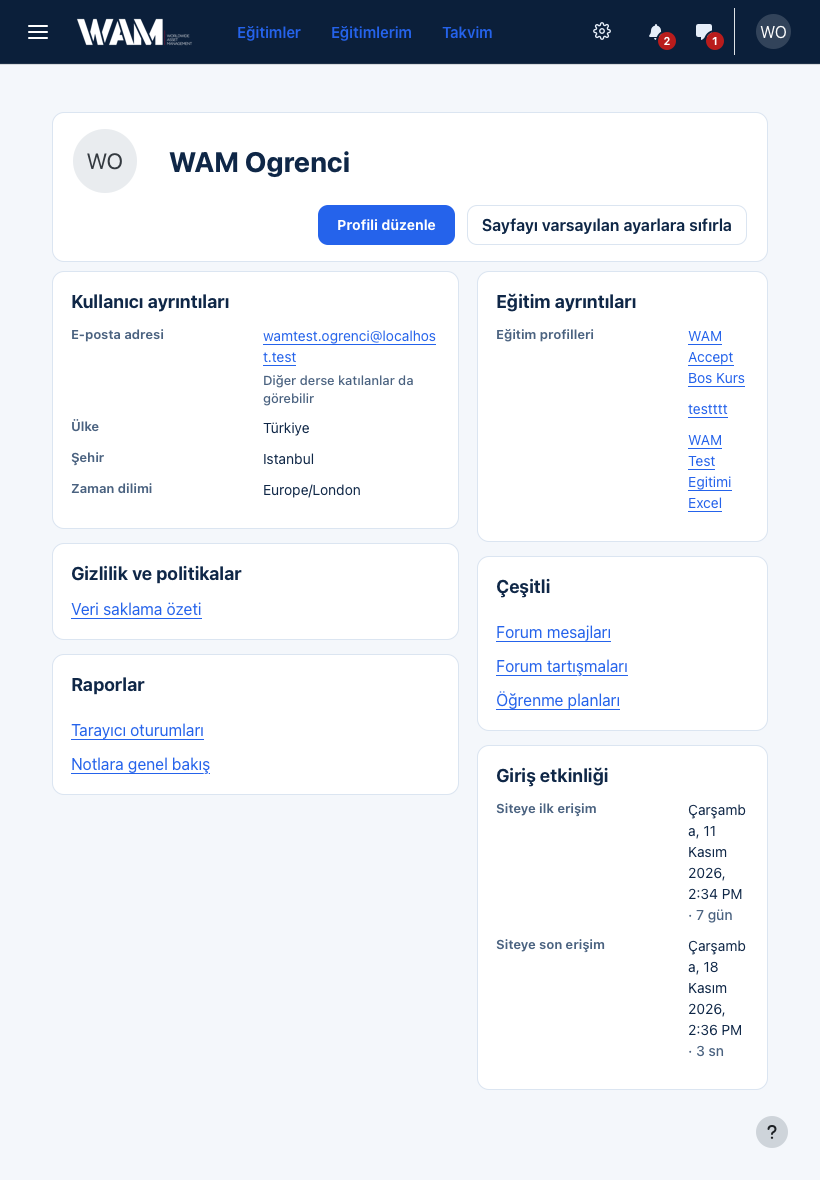 WAM
WORLDWIDE
ASSET
MANAGEMENT
Eğitimler
Eğitimlerim
Takvim
2
1
WO
WO
WAM Ogrenci
Profili düzenle
Sayfayı varsayılan ayarlara sıfırla
Kullanıcı ayrıntıları
E-posta adresi
wamtest.ogrenci@localhos
t.test
Diğer derse katılanlar da
görebilir
Ülke
Türkiye
Şehir
Istanbul
Zaman dilimi
Europe/London
Gizlilik ve politikalar
Veri saklama özeti
Raporlar
Tarayıcı oturumları
Notlara genel bakış
Eğitim ayrıntıları
Eğitim profilleri
WAM
Accept
Bos Kurs
testttt
WAM
Test
Egitimi
Excel
Çeşitli
Forum mesajları
Forum tartışmaları
Öğrenme planları
Giriş etkinliği
Siteye ilk erişim
Çarşamb
a, 11
Kasım
2026,
2:34 PM
· 7 gün
Siteye son erişim
Çarşamb
a, 18
Kasım
2026,
2:36 PM
· 3 sn
?